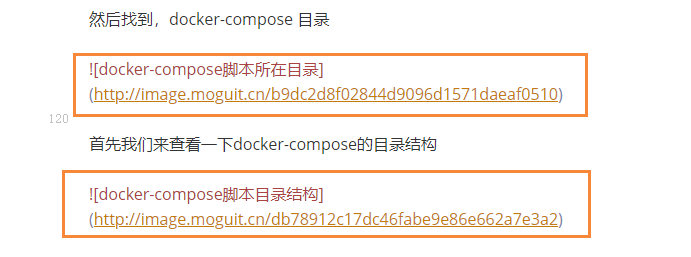 然后找到，docker-compose 目录
![docker-compose脚本所在目录]
(http://image.moguit.cn/b9dc2d8f02844d9096d1571daeaf0510)
120
首先我们来查看一下docker-compose的目录结构
![docker-compose脚本目录结构]
(http://image.moguit.cn/db78912c17dc46fabe9e86e662a7e3a2)